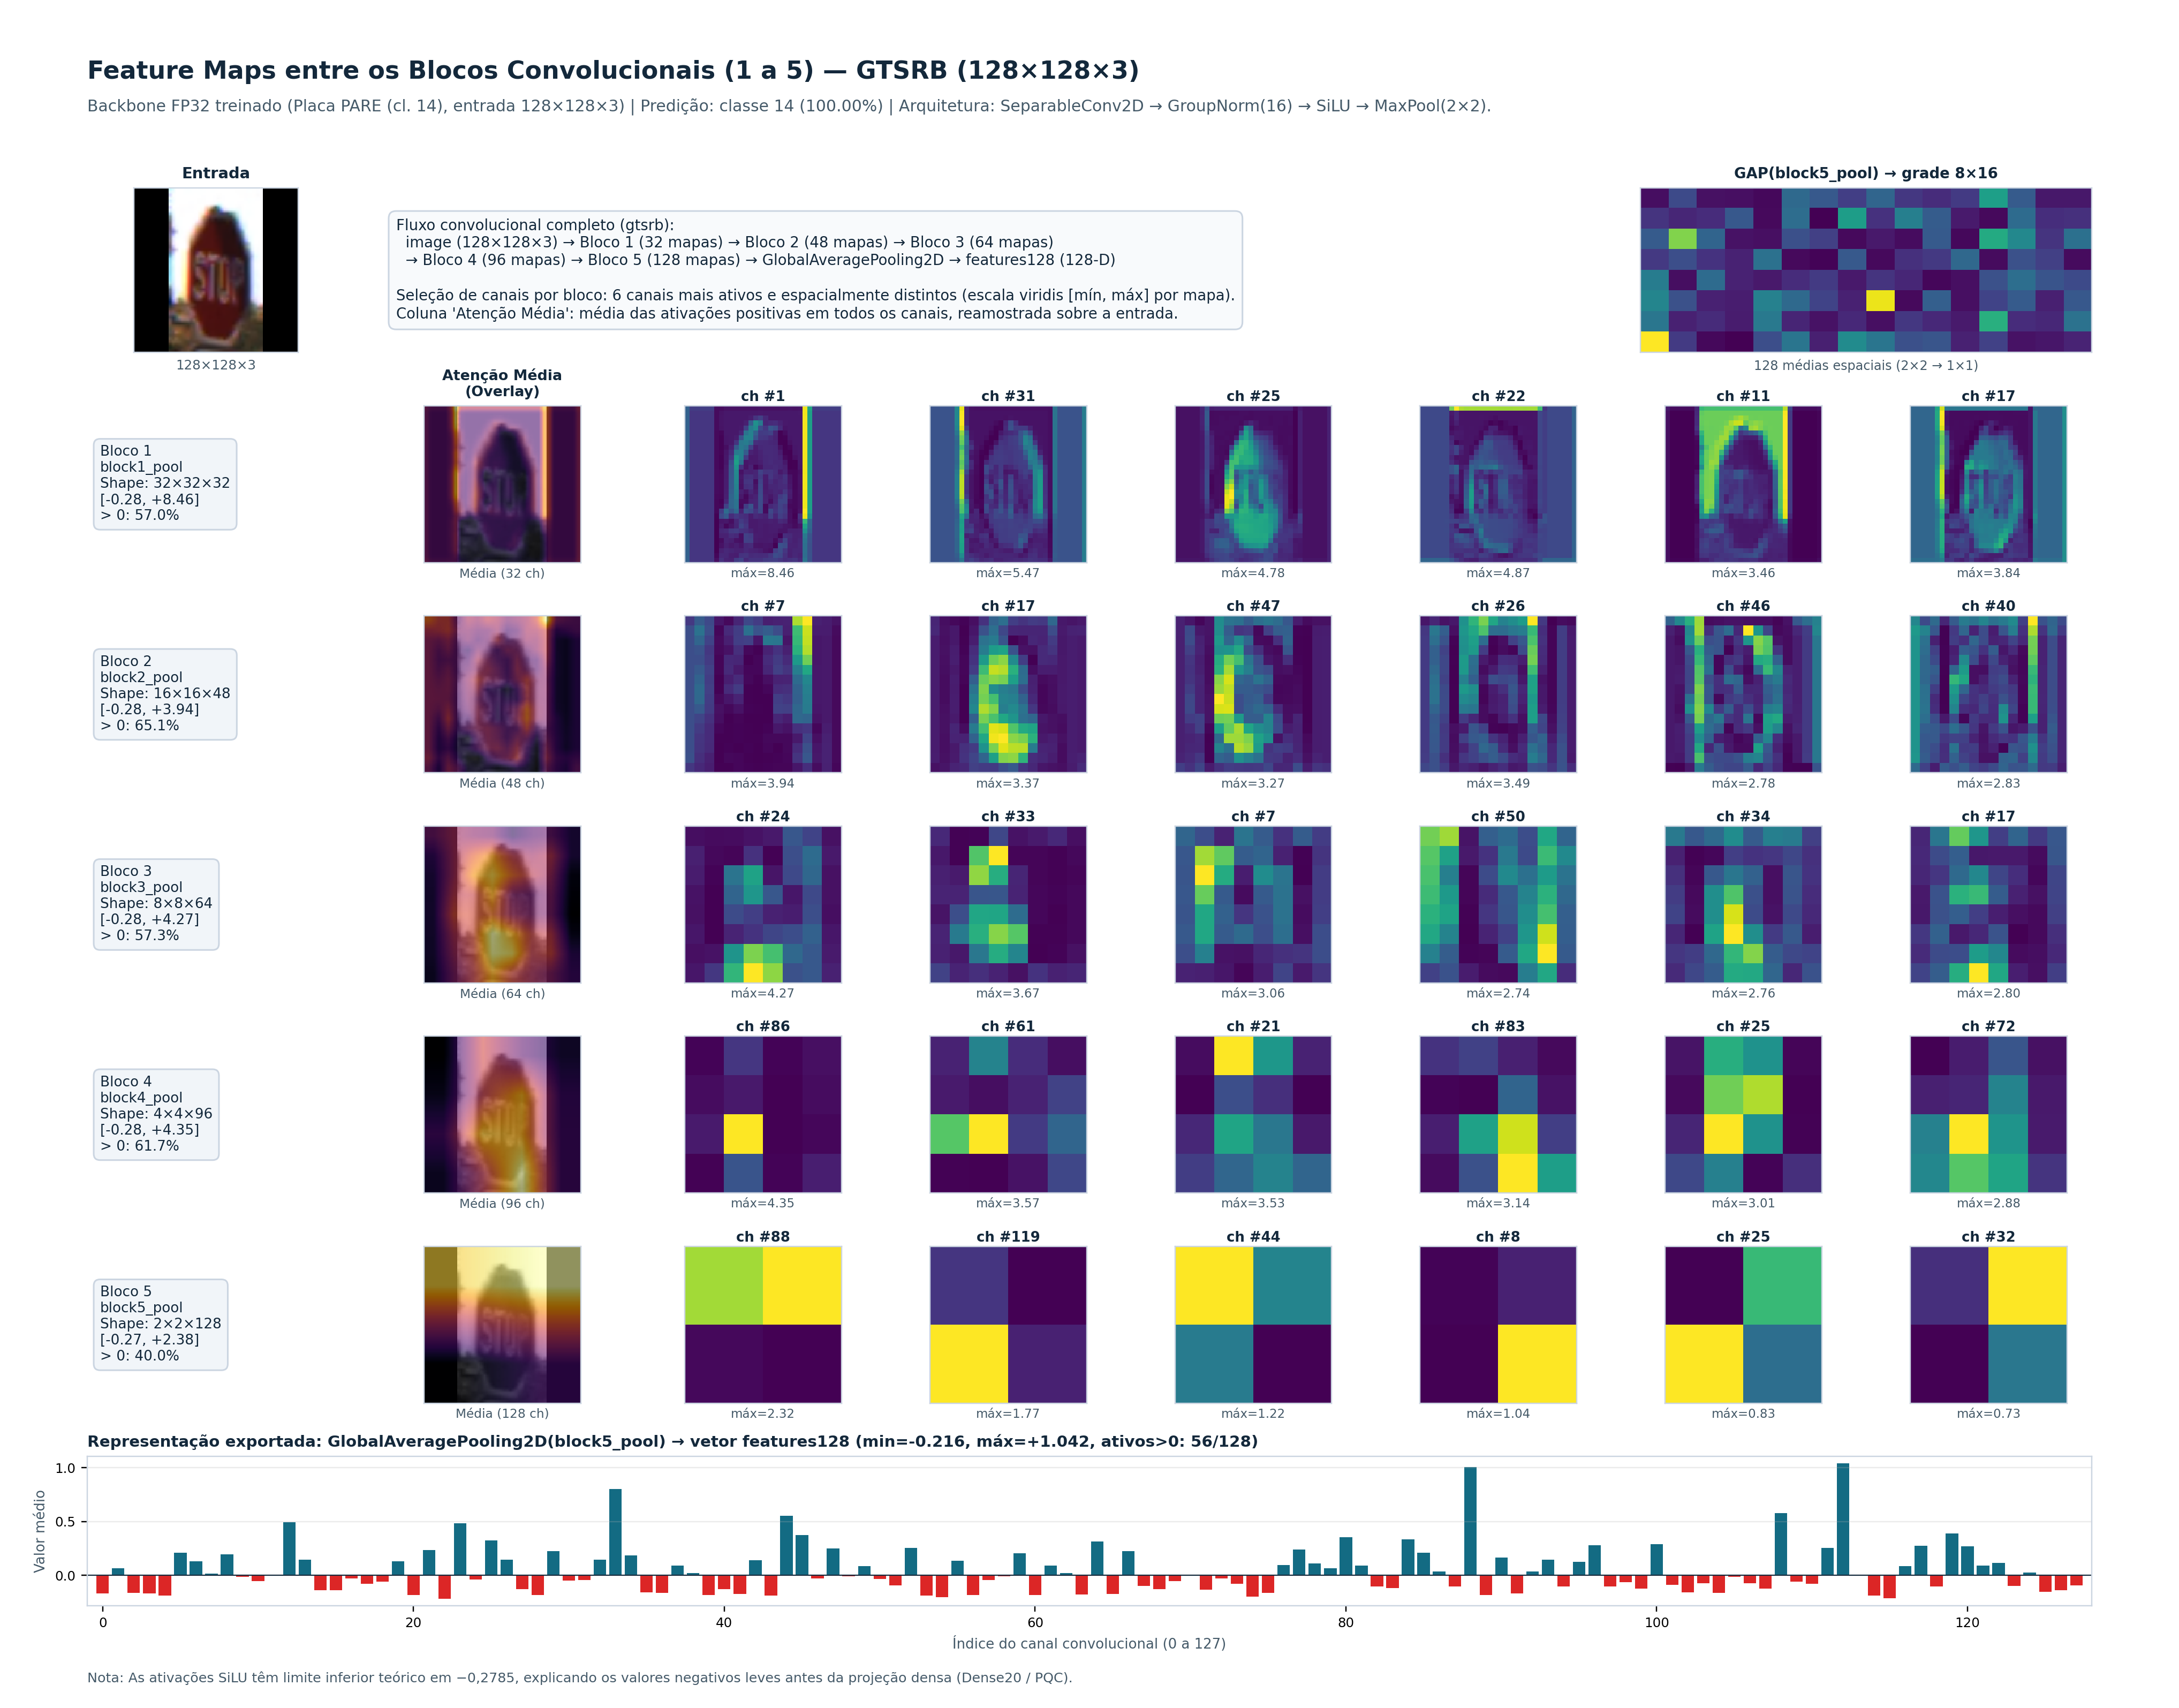 Feature Maps entre os Blocos Convolucionais (1 a 5) — GTSRB (128×128×3)
Backbone FP32 treinado (Placa PARE (cl. 14), entrada 128×128×3) | Predição: classe 14 (100.00%) | Arquitetura: SeparableConv2D → GroupNorm(16) → SiLU → MaxPool(2×2).
Entrada
STOP
128×128×3
Fluxo convolucional completo (gtsrb):
image (128×128×3) → Bloco 1 (32 mapas) → Bloco 2 (48 mapas) → Bloco 3 (64 mapas)
→ Bloco 4 (96 mapas) → Bloco 5 (128 mapas) → GlobalAveragePooling2D → features128 (128-D)
Seleção de canais por bloco: 6 canais mais ativos e espacialmente distintos (escala viridis [mín, máx] por mapa).
Coluna 'Atenção Média': média das ativações positivas em todos os canais, reamostrada sobre a entrada.
GAP(block5_pool) → grade 8×16
128 médias espaciais (2×2 → 1×1)
Atenção Média
(Overlay)
ch #1 ch #31 ch #25 ch #22 ch #11 ch #17
Bloco 1
block1_pool
Shape: 32×32×32
[-0.28, +8.46]
> 0: 57.0%
STOP
Média (32 ch) máx=8.46 máx=5.47 máx=4.78 máx=4.87 máx=3.46 máx=3.84
ch #7 ch #17 ch #47 ch #26 ch #46 ch #40
Bloco 2
block2_pool
Shape: 16×16×48
[-0.28, +3.94]
> 0: 65.1%
STOP
Média (48 ch) máx=3.94 máx=3.37 máx=3.27 máx=3.49 máx=2.78 máx=2.83
ch #24 ch #33 ch #7 ch #50 ch #34 ch #17
Bloco 3
block3_pool
Shape: 8×8×64
[-0.28, +4.27]
> 0: 57.3%
STOP
Média (64 ch) máx=4.27 máx=3.67 máx=3.06 máx=2.74 máx=2.76 máx=2.80
ch #86 ch #61 ch #21 ch #83 ch #25 ch #72
Bloco 4
block4_pool
Shape: 4×4×96
[-0.28, +4.35]
> 0: 61.7%
STOP
Média (96 ch) máx=4.35 máx=3.57 máx=3.53 máx=3.14 máx=3.01 máx=2.88
ch #88 ch #119 ch #44 ch #8 ch #25 ch #32
Bloco 5
block5_pool
Shape: 2×2×128
[-0.27, +2.38]
> 0: 40.0%
STOP
Média (128 ch) máx=2.32 máx=1.77 máx=1.22 máx=1.04 máx=0.83 máx=0.73
Representação exportada: GlobalAveragePooling2D(block5_pool) → vetor features128 (min=-0.216, máx=+1.042, ativos>0: 56/128)
Valor médio
1.0
0.5
0.0
0 20 40 60 80 100 120
Índice do canal convolucional (0 a 127)
Nota: As ativações SiLU têm limite inferior teórico em −0,2785, explicando os valores negativos leves antes da projeção densa (Dense20 / PQC).